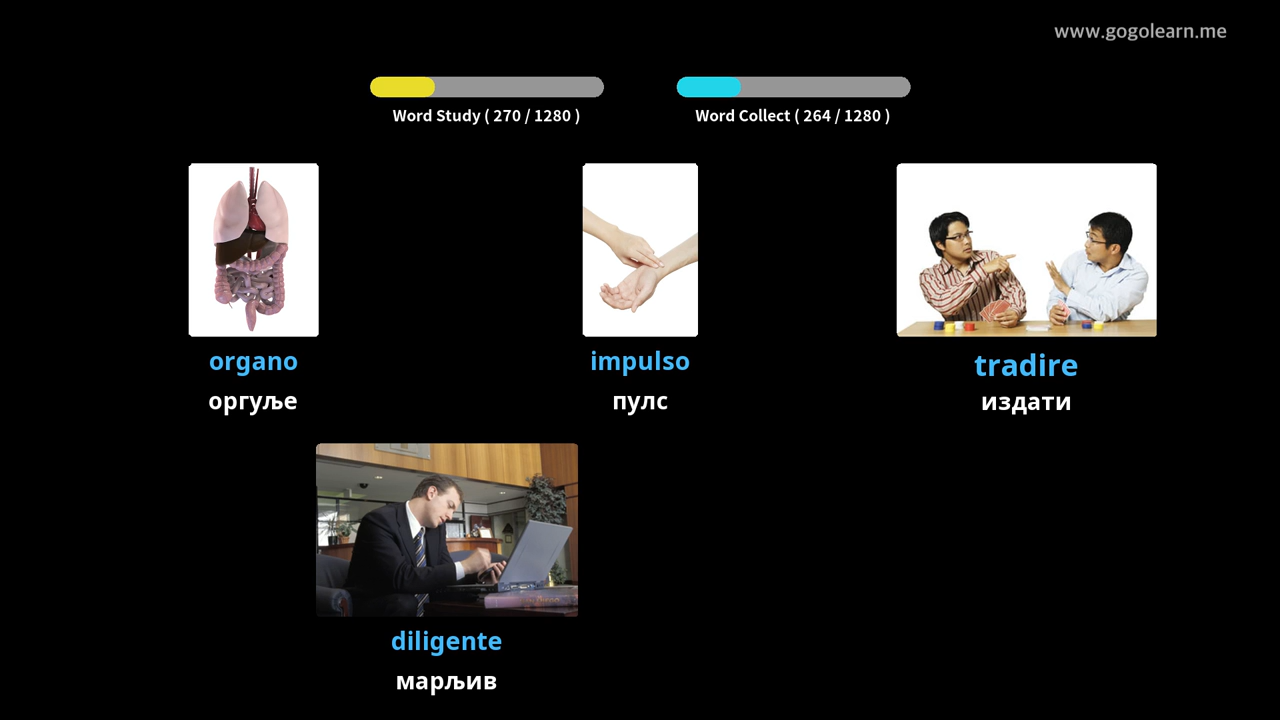 www.gogolearn.me
Word Study ( 270 / 1280 )
Word Collect ( 264 / 1280 )
organo
оргуље
impulso
пулс
tradire
издати
diligente
марљив